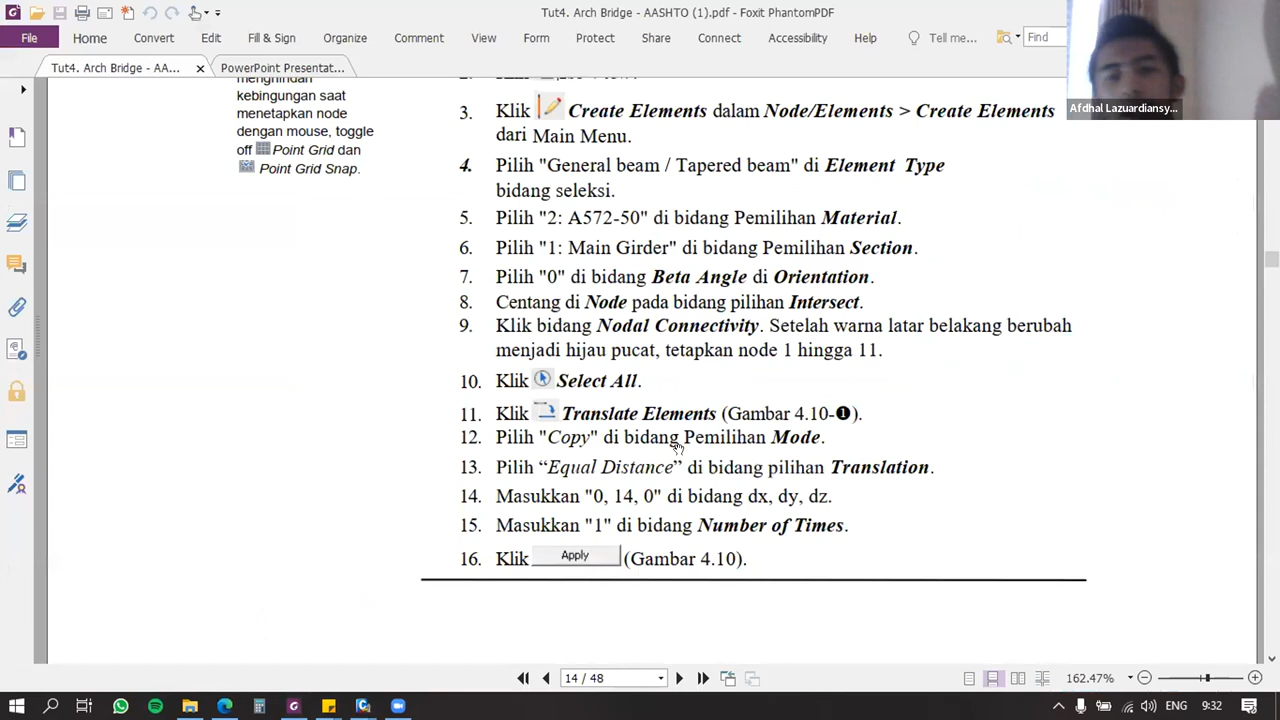 Tut4. Arch Bridge - AASHTO (1).pdf - Foxit PhantomPDF
File Home Convert Edit Fill & Sign Organize Comment View Form Protect Share Connect Accessibility Help Tell me... Find
Tut4. Arch Bridge - AA... PowerPoint Presentat...
Afdhal Lazuardiansy...
menghindari
kebingungan saat
menetapkan node
dengan mouse, toggle
off Point Grid dan
Point Grid Snap.
3. Klik Create Elements dalam Node/Elements > Create Elements
dari Main Menu.
4. Pilih "General beam / Tapered beam" di Element Type
bidang seleksi.
5. Pilih "2: A572-50" di bidang Pemilihan Material.
6. Pilih "1: Main Girder" di bidang Pemilihan Section.
7. Pilih "0" di bidang Beta Angle di Orientation.
8. Centang di Node pada bidang pilihan Intersect.
9. Klik bidang Nodal Connectivity. Setelah warna latar belakang berubah
menjadi hijau pucat, tetapkan node 1 hingga 11.
10. Klik Select All.
11. Klik Translate Elements (Gambar 4.10-❶).
12. Pilih "Copy" di bidang Pemilihan Mode.
13. Pilih “Equal Distance” di bidang pilihan Translation.
14. Masukkan "0, 14, 0" di bidang dx, dy, dz.
15. Masukkan "1" di bidang Number of Times.
16. Klik Apply (Gambar 4.10).
14 / 48 162.47%
ENG 9:32